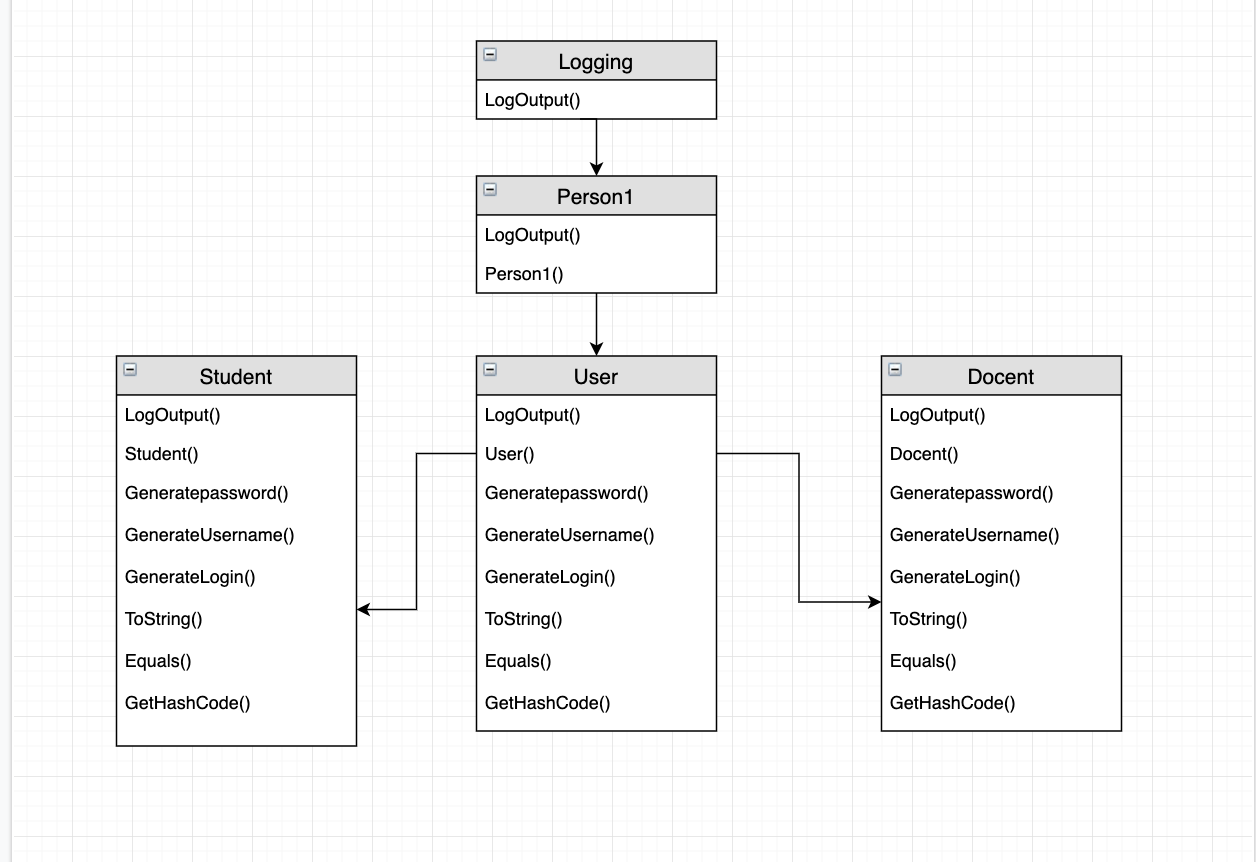 Logging
LogOutput()
Person1
LogOutput()
Person1()
Student
LogOutput()
Student()
Generatepassword()
GenerateUsername()
GenerateLogin()
ToString()
Equals()
GetHashCode()
User
LogOutput()
User()
Generatepassword()
GenerateUsername()
GenerateLogin()
ToString()
Equals()
GetHashCode()
Docent
LogOutput()
Docent()
Generatepassword()
GenerateUsername()
GenerateLogin()
ToString()
Equals()
GetHashCode()